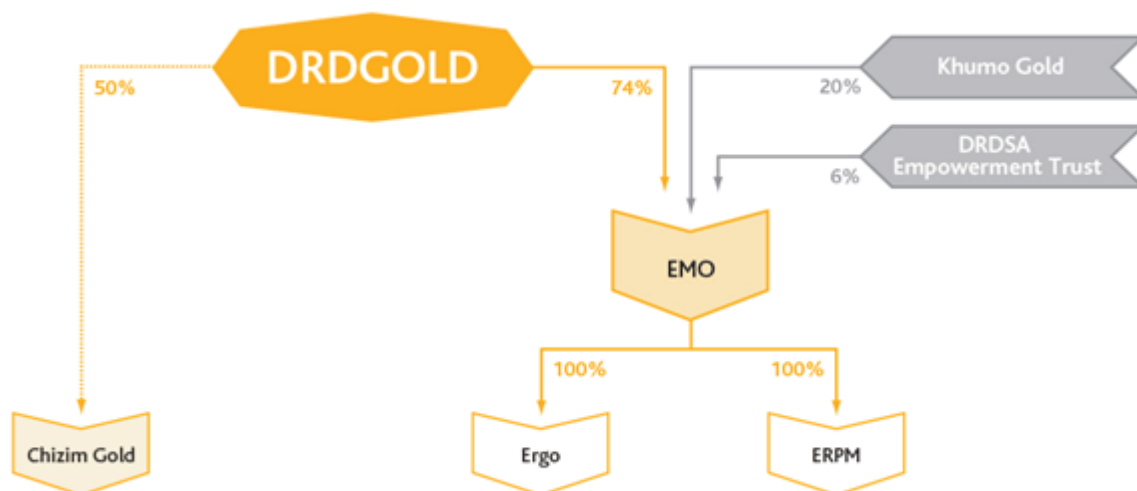 DRDGOLD
50%
74%
20%
Khumo Gold
DRDSA
Empowerment Trust
6%
EMO
100%
100%
Chizim Gold
Ergo
ERPM